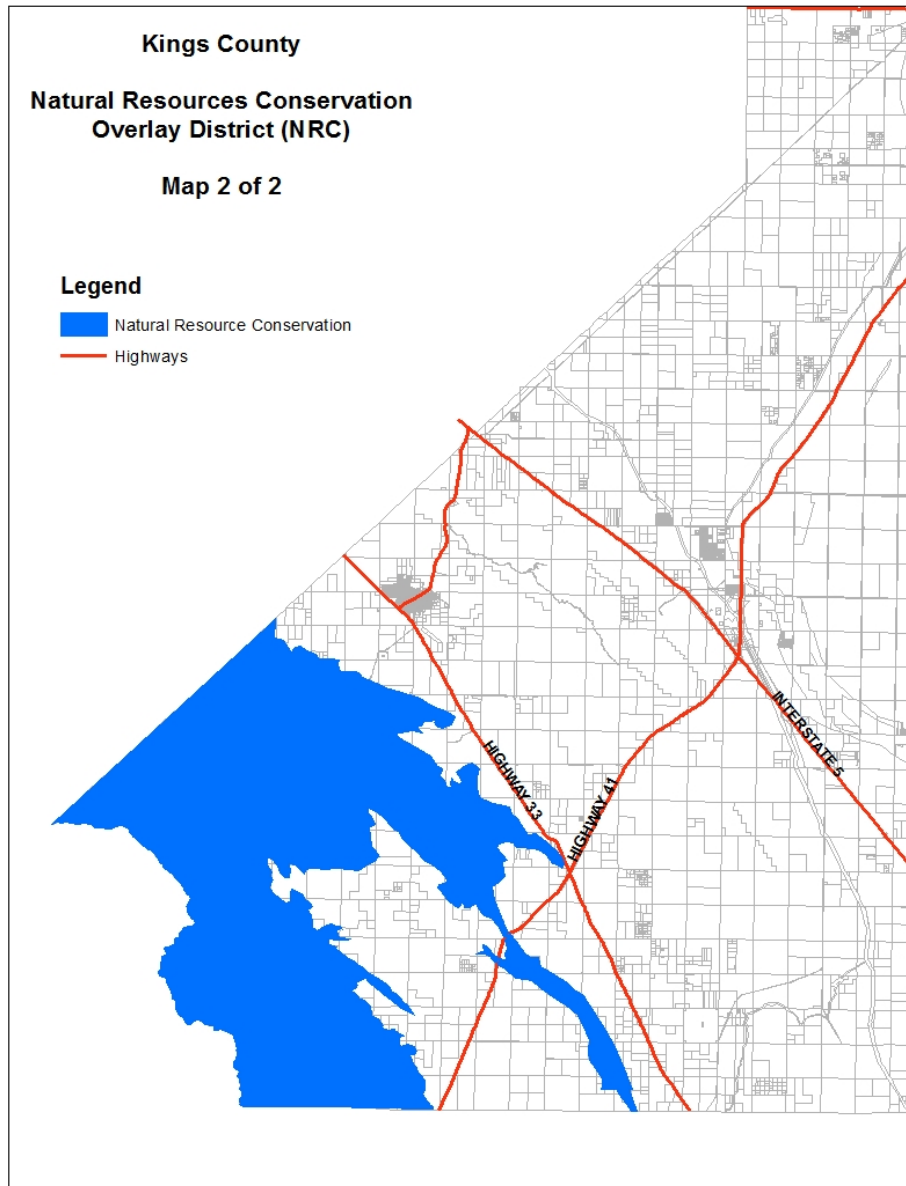 Kings County
Natural Resources Conservation
Overlay District (NRC)
Map 2 of 2
Legend
Natural Resource Conservation
Highways
HIGHWAY 33
HIGHWAY 41
INTERSTATE 5